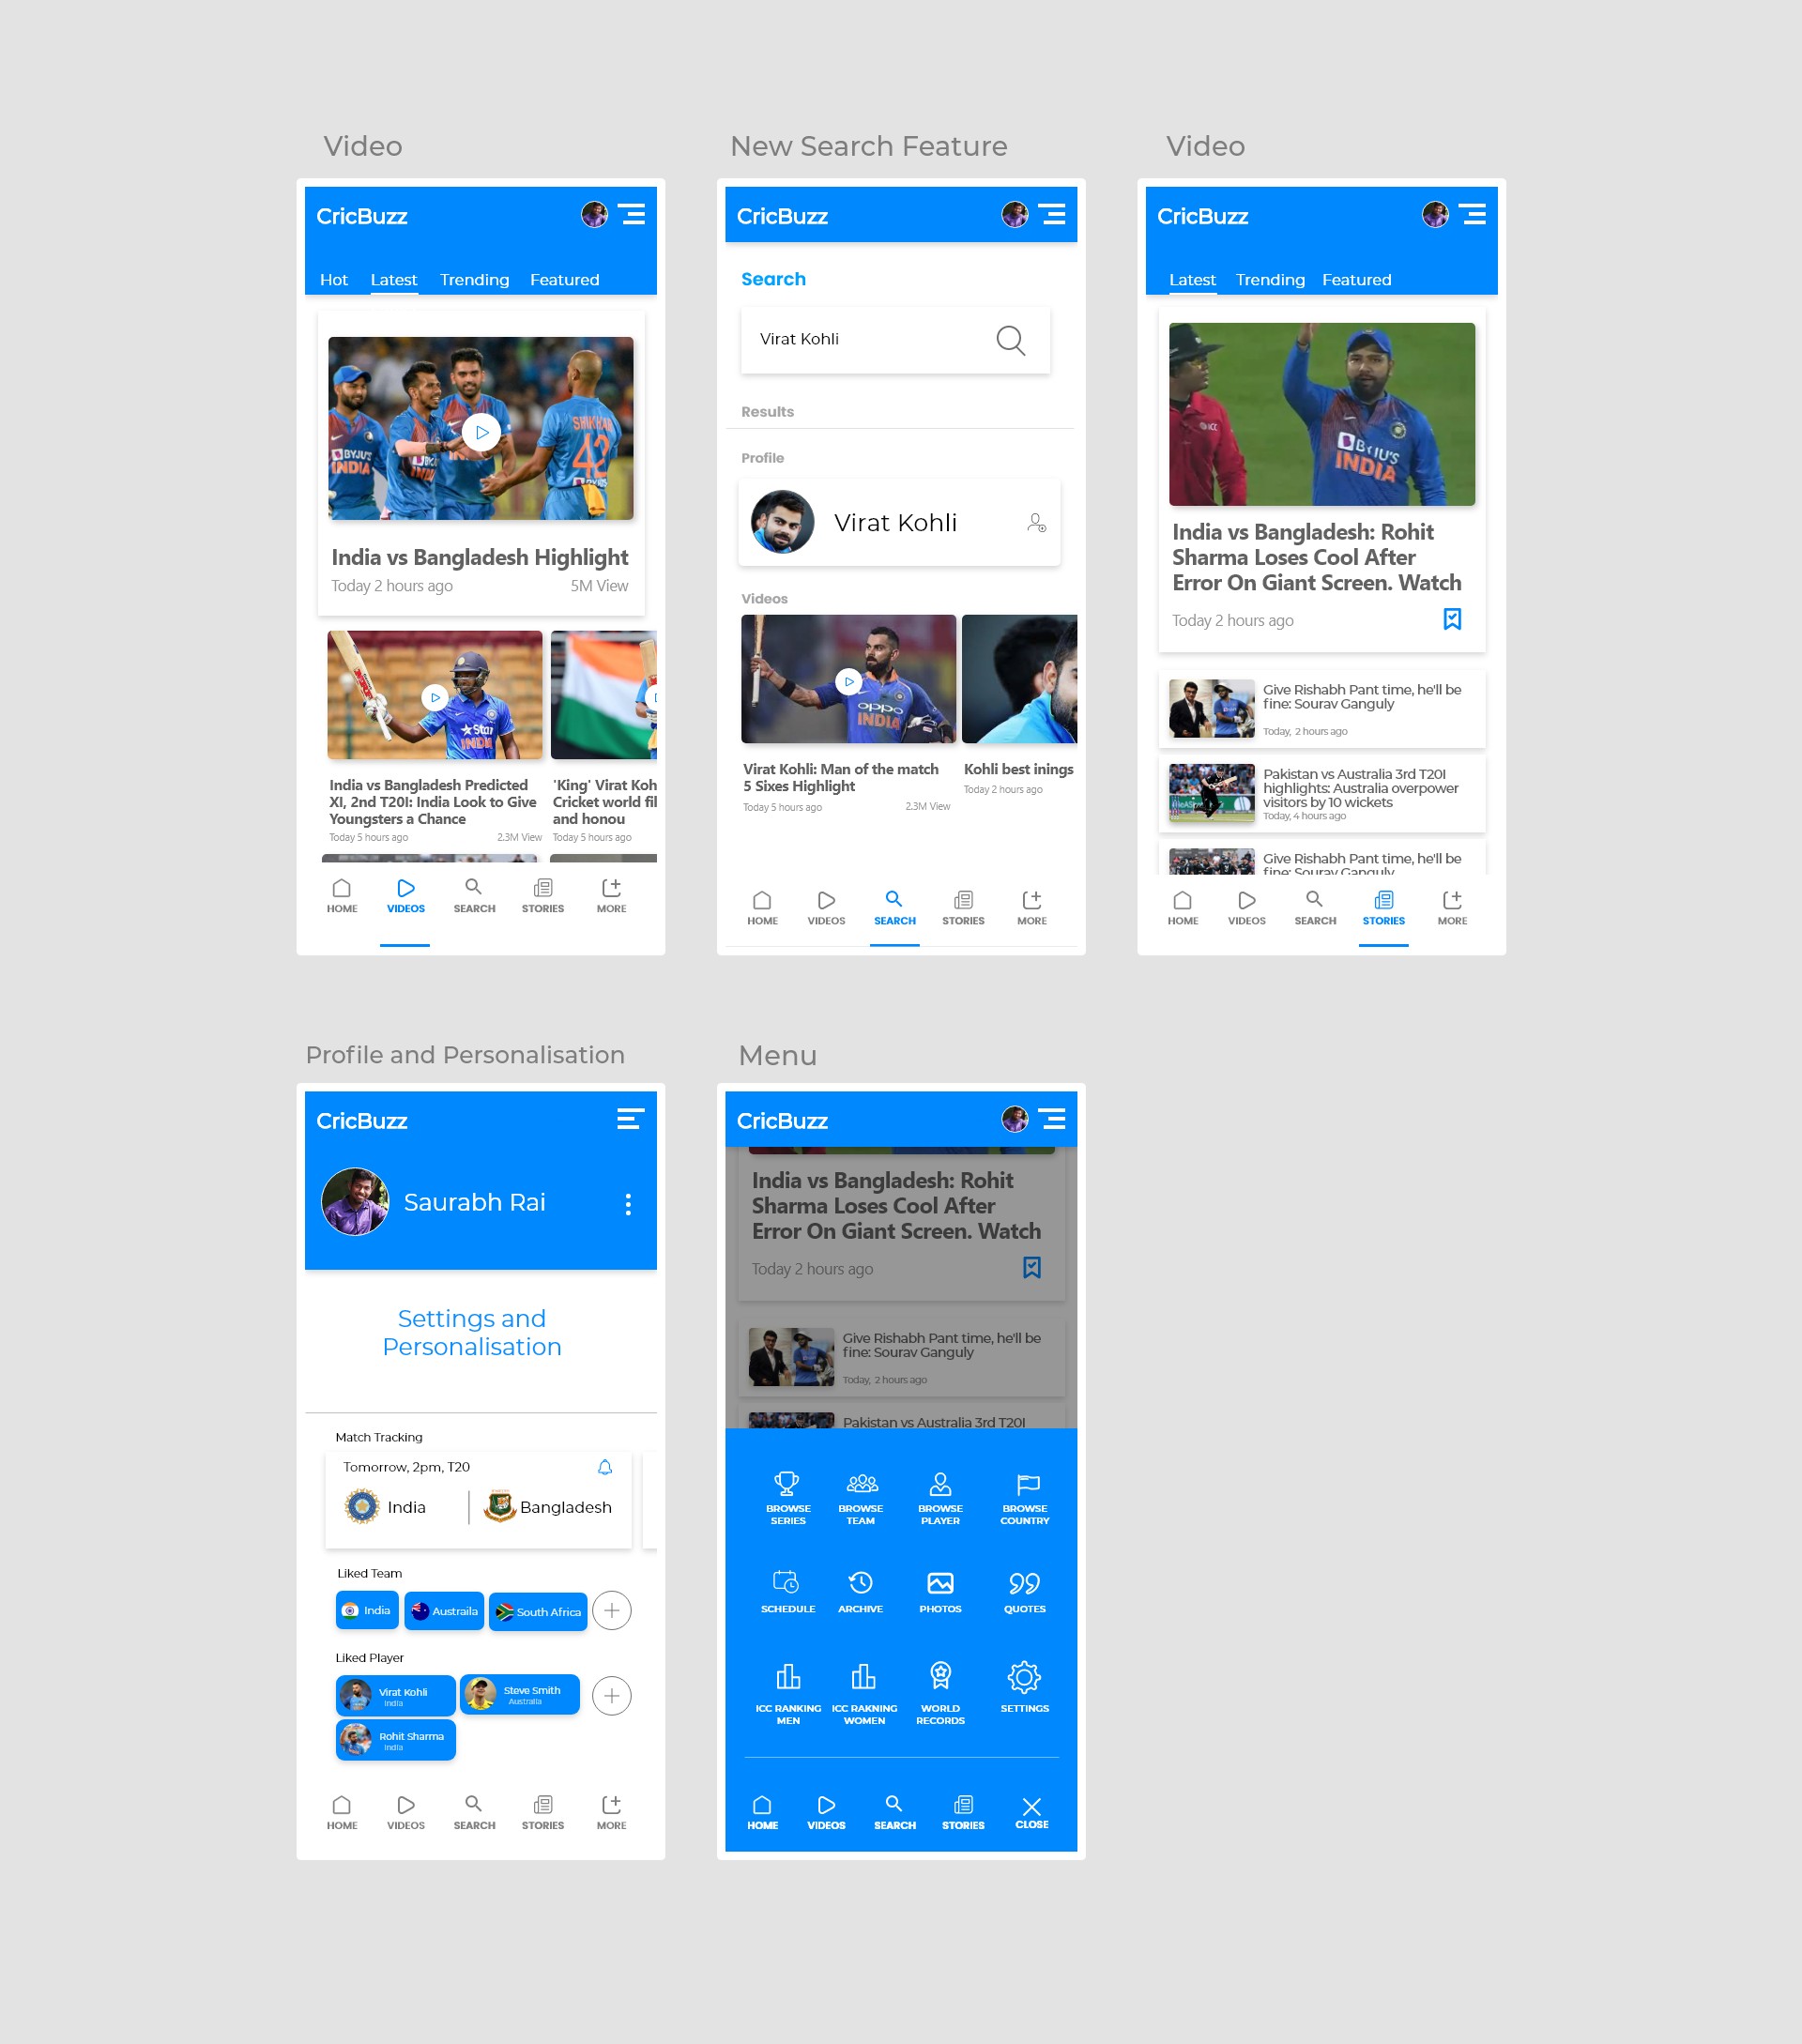 Video
CricBuzz
Hot Latest Trending Featured
SHIKHAR
42
BYJU'S
INDIA
BYJU'S
INDIA
India vs Bangladesh Highlight
Today 2 hours ago 5M View
Star
INDIA
India vs Bangladesh Predicted
XI, 2nd T20I: India Look to Give
Youngsters a Chance
Today 5 hours ago 2.3M View
'King' Virat Koh
Cricket world fil
and honou
Today 5 hours ago
HOME VIDEOS SEARCH STORIES MORE
New Search Feature
CricBuzz
Search
Virat Kohli
Results
Profile
Virat Kohli
Videos
oppo
INDIA
Virat Kohli: Man of the match
5 Sixes Highlight
Today 5 hours ago 2.3M View
Kohli best inings
Today 2 hours ago
HOME VIDEOS SEARCH STORIES MORE
Video
CricBuzz
Latest Trending Featured
ICC
BYJU'S
INDIA
India vs Bangladesh: Rohit
Sharma Loses Cool After
Error On Giant Screen. Watch
Today 2 hours ago
Give Rishabh Pant time, he'll be
fine: Sourav Ganguly
Today, 2 hours ago
Pakistan vs Australia 3rd T20I
highlights: Australia overpower
visitors by 10 wickets
Today, 4 hours ago
Give Rishabh Pant time, he'll be
fine: Sourav Ganguly
HOME VIDEOS SEARCH STORIES MORE
Profile and Personalisation
CricBuzz
Saurabh Rai
Settings and
Personalisation
Match Tracking
Tomorrow, 2pm, T20
India Bangladesh
Liked Team
India Austraila South Africa
Liked Player
Virat Kohli
India
Steve Smith
Australia
Rohit Sharma
India
HOME VIDEOS SEARCH STORIES MORE
Menu
CricBuzz
India vs Bangladesh: Rohit
Sharma Loses Cool After
Error On Giant Screen. Watch
Today 2 hours ago
Give Rishabh Pant time, he'll be
fine: Sourav Ganguly
Today, 2 hours ago
Pakistan vs Australia 3rd T20I
BROWSE
SERIES
BROWSE
TEAM
BROWSE
PLAYER
BROWSE
COUNTRY
SCHEDULE ARCHIVE PHOTOS QUOTES
ICC RANKING
MEN
ICC RAKNING
WOMEN
WORLD
RECORDS
SETTINGS
HOME VIDEOS SEARCH STORIES CLOSE